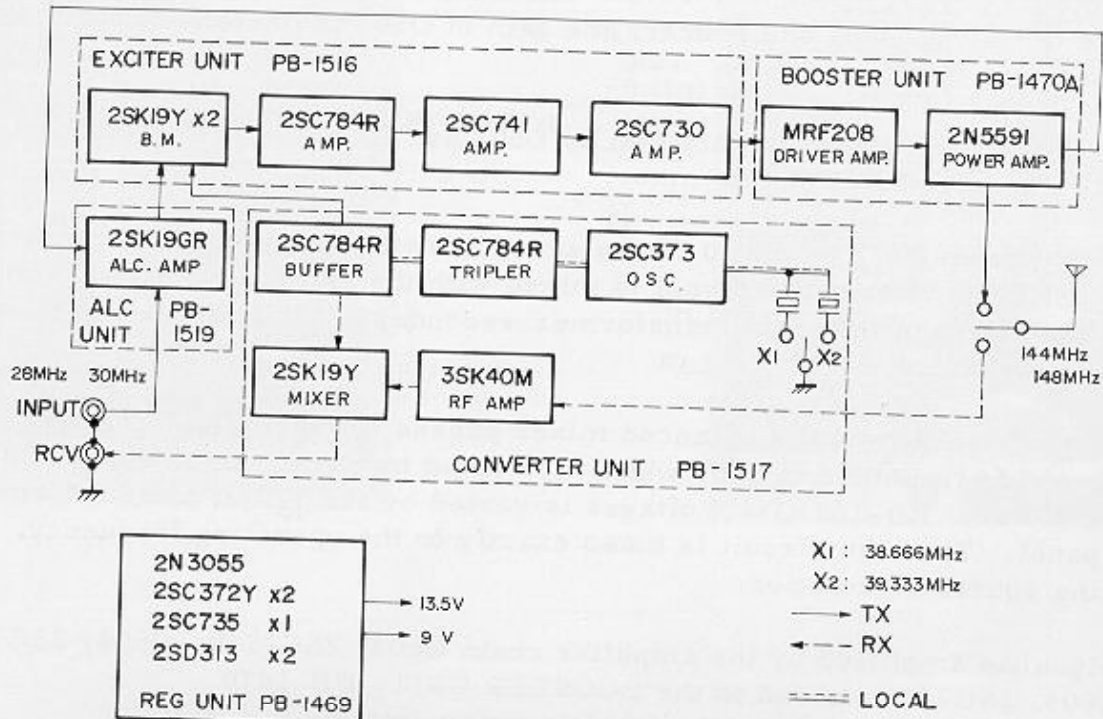 EXCITER UNIT PB-1516
2SK19Y x2
B.M.
2SC784R
AMP.
2SC741
AMP.
2SC730
AMP.
BOOSTER UNIT PB-1470A
MRF208
DRIVER AMP.
2N5591
POWER AMP.
2SK19GR
ALC. AMP
ALC
UNIT
PB-
1519
2SC784R
BUFFER
2SC784R
TRIPLER
2SC373
OSC.
X1
X2
2SK19Y
MIXER
3SK40M
RF AMP
CONVERTER UNIT PB-1517
144MHz
148MHz
28MHz 30MHz
INPUT
RCV
2N3055
2SC372Y x2
2SC735 x1
2SD313 x2
REG UNIT PB-1469
13.5V
9 V
X1 38.666MHz
X2 39.333MHz
TX
RX
LOCAL